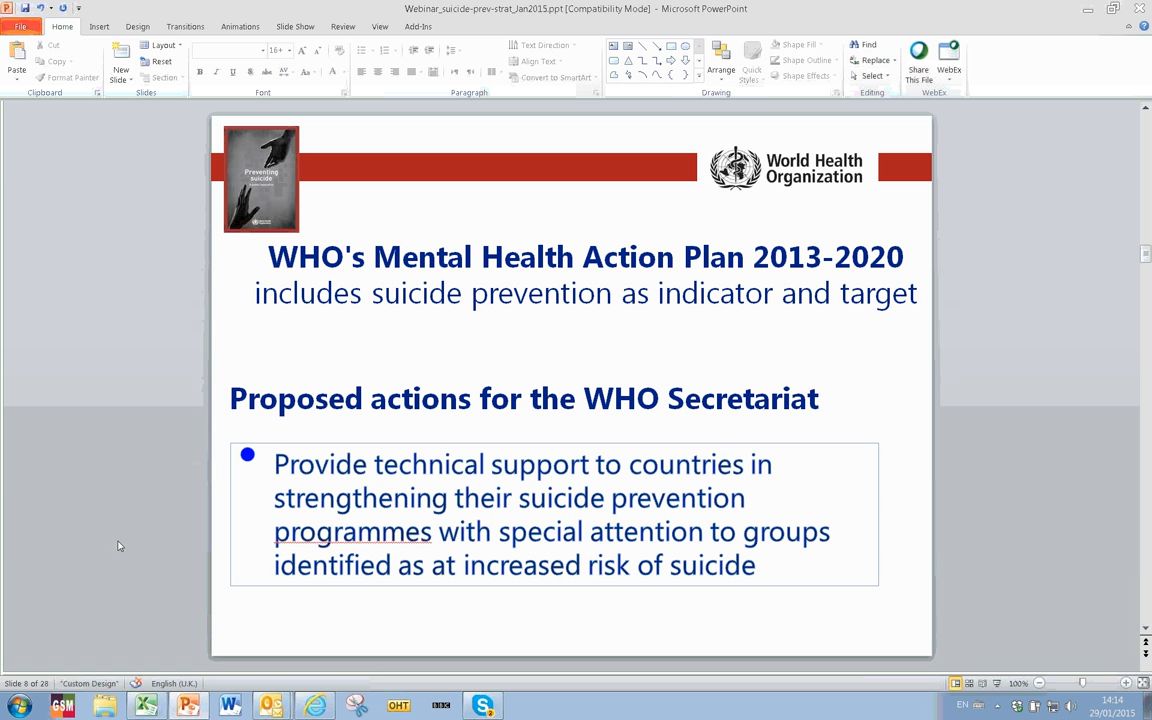 Webinar_suicide-prev-strat_Jan2015.ppt [Compatibility Mode] - Microsoft PowerPoint
File Home Insert Design Transitions Animations Slide Show Review View Add-Ins
Paste
Cut
Copy
Format Painter
Clipboard
New
Slide
Layout
Reset
Section
Slides
16
Font
Paragraph
Text Direction
Align Text
Convert to SmartArt
Arrange
Quick
Styles
Shape Fill
Shape Outline
Shape Effects
Drawing
Find
Replace
Select
Editing
Share
This File
WebEx
WebEx
Preventing
suicide
World Health
Organization
WHO's Mental Health Action Plan 2013-2020
includes suicide prevention as indicator and target
Proposed actions for the WHO Secretariat
Provide technical support to countries in
strengthening their suicide prevention
programmes with special attention to groups
identified as at increased risk of suicide
Slide 8 of 28 "Custom Design" English (U.K.) 100%
GSM OHT BBC EN 14:14
29/01/2015